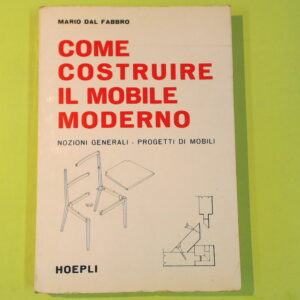 MARIO DAL FABBRO
COME
COSTRUIRE
IL MOBILE
MODERNO
NOZIONI GENERALI - PROGETTI DI MOBILI
HOEPLI